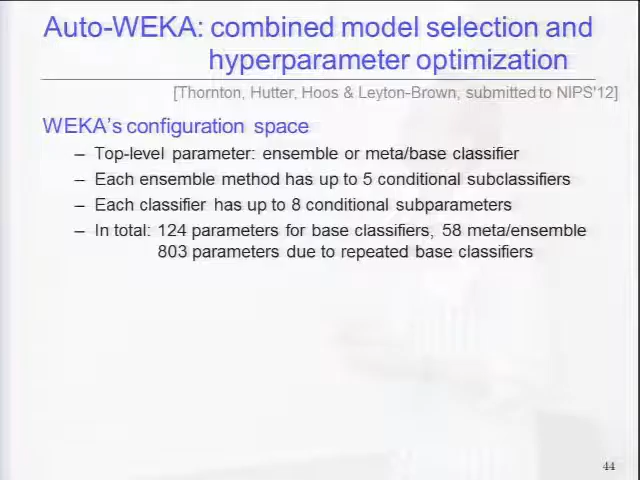 Auto-WEKA: combined model selection and
hyperparameter optimization
[Thornton, Hutter, Hoos & Leyton-Brown, submitted to NIPS'12]
WEKA's configuration space
– Top-level parameter: ensemble or meta/base classifier
– Each ensemble method has up to 5 conditional subclassifiers
– Each classifier has up to 8 conditional subparameters
– In total: 124 parameters for base classifiers, 58 meta/ensemble
803 parameters due to repeated base classifiers
44